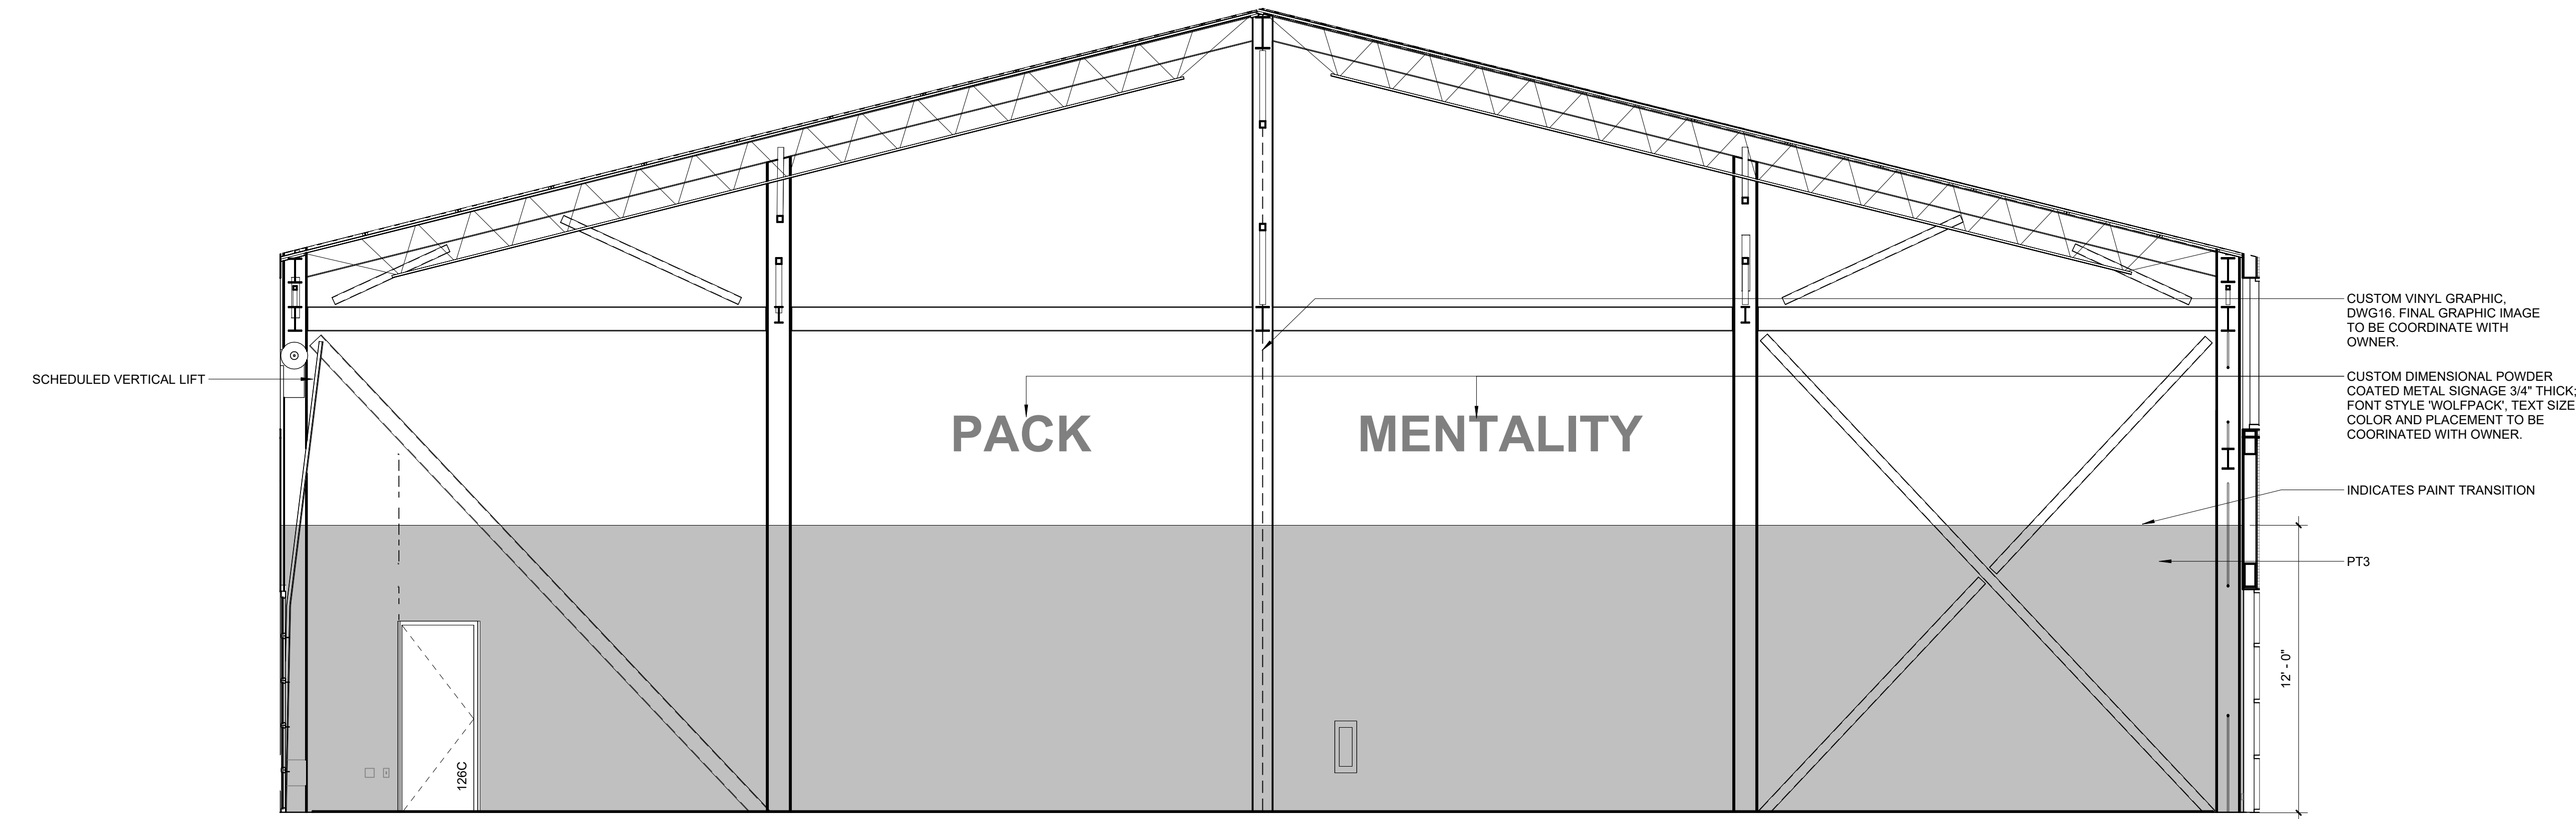 CUSTOM VINYL GRAPHIC,
DWG16. FINAL GRAPHIC IMAGE
TO BE COORDINATE WITH
OWNER.
SCHEDULED VERTICAL LIFT
CUSTOM DIMENSIONAL POWDER
COATED METAL SIGNAGE 3/4" THICK;
FONT STYLE 'WOLFPACK', TEXT SIZE
COLOR AND PLACEMENT TO BE
COORINATED WITH OWNER.
PACK MENTALITY
INDICATES PAINT TRANSITION
PT3
12' - 0"
126C